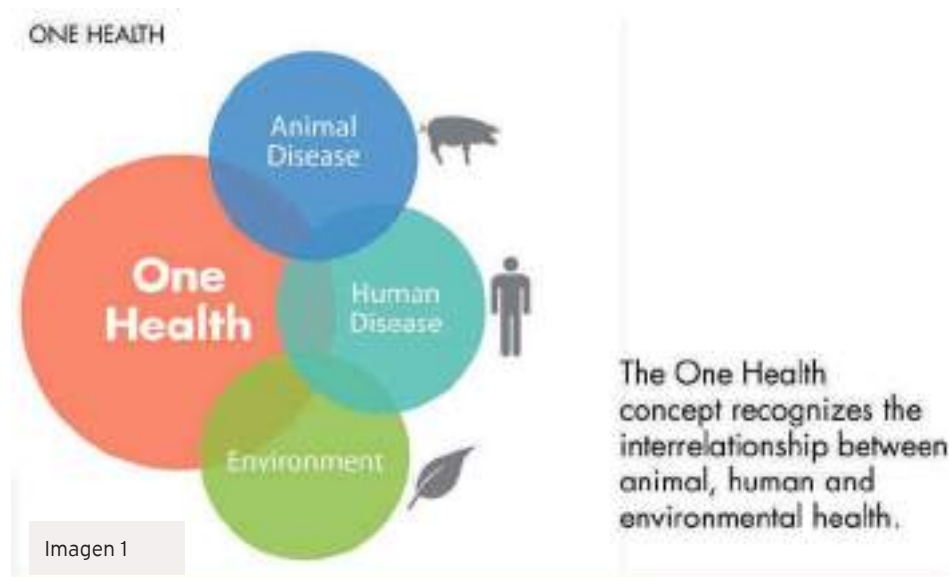 ONE HEALTH
Animal
Disease
One
Health
Human
Disease
Environment
The One Health
concept recognizes the
interrelationship between
animal, human and
environmental health.
Imagen 1